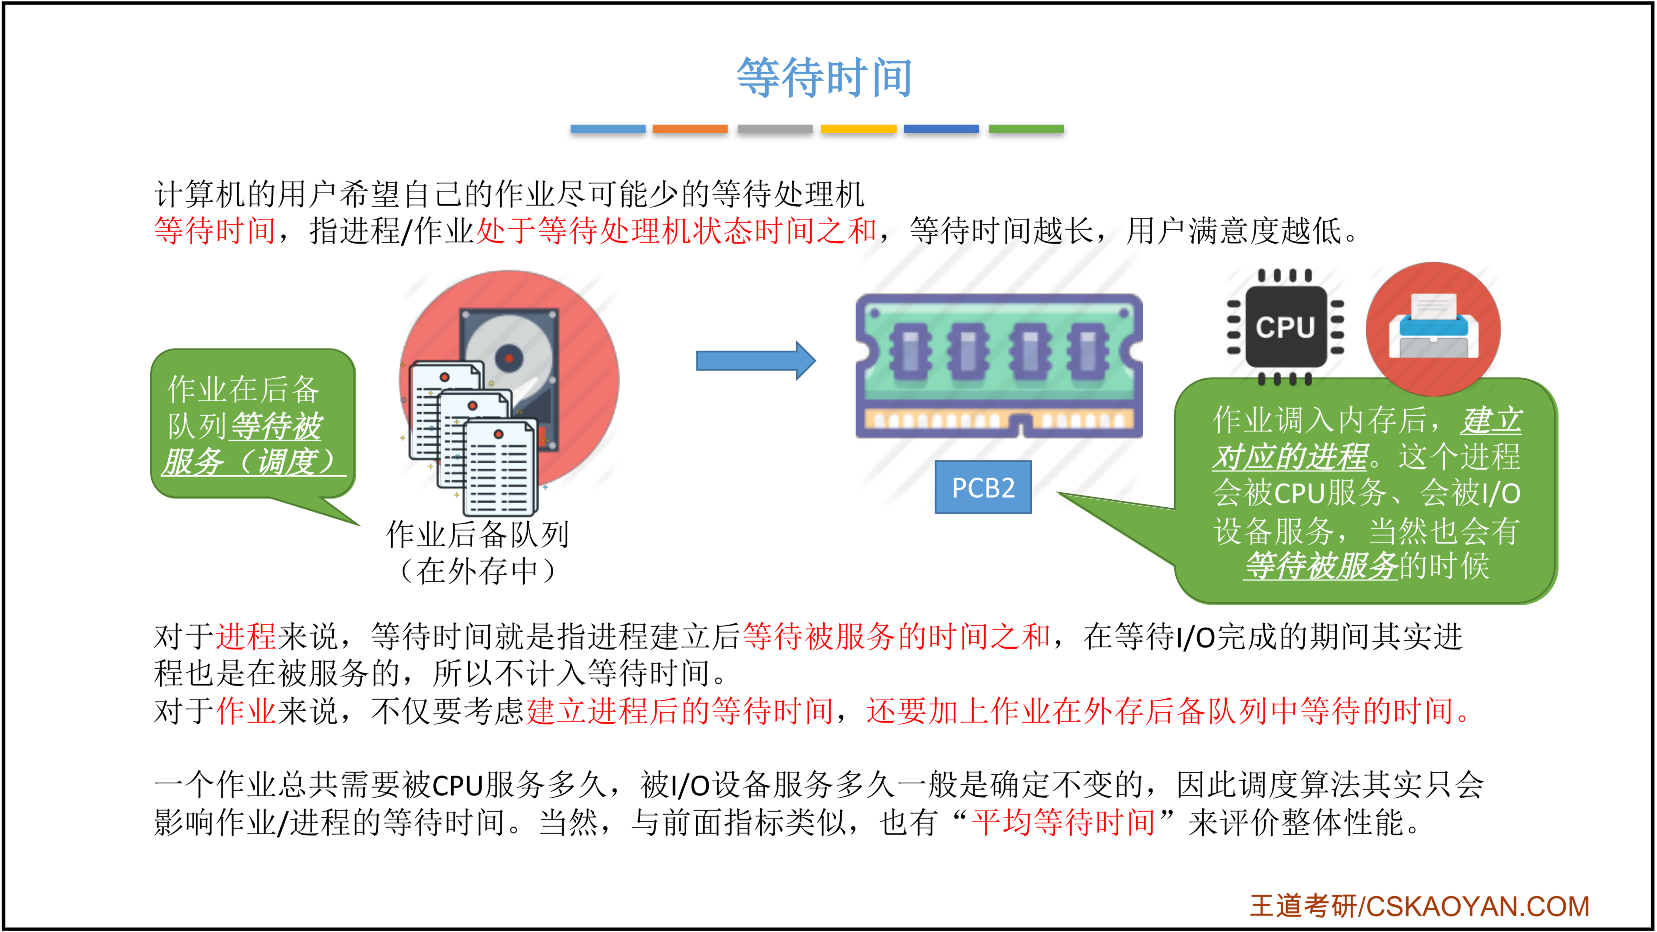 等待时间
计算机的用户希望自己的作业尽可能少的等待处理机
等待时间，指进程/作业处于等待处理机状态时间之和，等待时间越长，用户满意度越低。
作业在后备
队列等待被
服务（调度）
作业后备队列
（在外存中）
PCB2
CPU
作业调入内存后，建立
对应的进程。这个进程
会被CPU服务、会被I/O
设备服务，当然也会有
等待被服务的时候
对于进程来说，等待时间就是指进程建立后等待被服务的时间之和，在等待I/O完成的期间其实进
程也是在被服务的，所以不计入等待时间。
对于作业来说，不仅要考虑建立进程后的等待时间，还要加上作业在外存后备队列中等待的时间。
一个作业总共需要被CPU服务多久，被I/O设备服务多久一般是确定不变的，因此调度算法其实只会
影响作业/进程的等待时间。当然，与前面指标类似，也有“平均等待时间”来评价整体性能。
王道考研/CSKAOYAN.COM